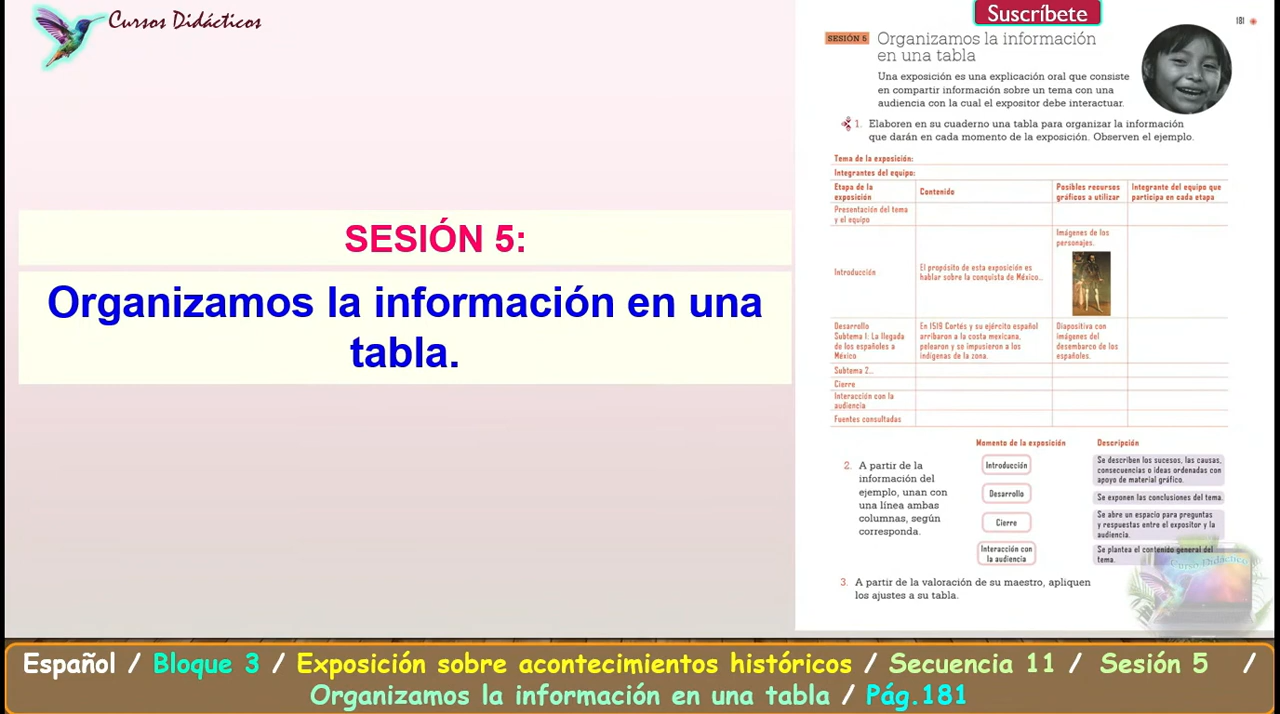 Cursos Didácticos
Suscríbete
SESIÓN 5:
Organizamos la información en una
tabla.
181
SESIÓN 5
Organizamos la información
en una tabla
Una exposición es una explicación oral que consiste
en compartir información sobre un tema con una
audiencia con la cual el expositor debe interactuar.
1. Elaboren en su cuaderno una tabla para organizar la información
que darán en cada momento de la exposición. Observen el ejemplo.
Tema de la exposición:
Integrantes del equipo:
Etapa de la
exposición
Contenido
Posibles recursos
gráficos a utilizar
Integrante del equipo que
participa en cada etapa
Presentación del tema
y el equipo
Introducción
El propósito de esta exposición es
hablar sobre la conquista de México...
Imágenes de los
personajes.
Desarrollo
Subtema 1: La llegada
de los españoles a
México
En 1519 Cortés y su ejército español
arribaron a la costa mexicana,
pelearon y se impusieron a los
indígenas de la zona.
Diapositiva con
imágenes del
desembarco de los
españoles.
Subtema 2...
Cierre
Interacción con la
audiencia
Fuentes consultadas
2. A partir de la
información del
ejemplo, unan con
una línea ambas
columnas, según
corresponda.
Momento de la exposición
Introducción
Desarrollo
Cierre
Interacción con
la audiencia
Descripción
Se describen los sucesos, las causas,
consecuencias o ideas ordenadas con
apoyo de material gráfico.
Se exponen las conclusiones del tema.
Se abre un espacio para preguntas
y respuestas entre el expositor y la
audiencia.
Se plantea el contenido general del
tema.
Curso Didáctico
3. A partir de la valoración de su maestro, apliquen
los ajustes a su tabla.
Español / Bloque 3 / Exposición sobre acontecimientos históricos / Secuencia 11 / Sesión 5 /
Organizamos la información en una tabla / Pág.181